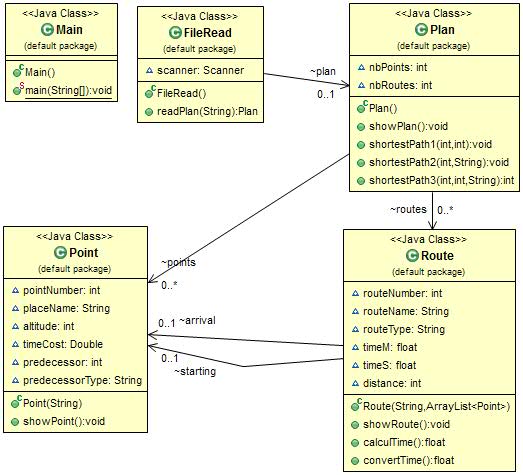 <<Java Class>>
Main
(default package)
Main()
main(String[]):void
<<Java Class>>
FileRead
(default package)
scanner: Scanner
FileRead()
readPlan(String):Plan
~plan
0..1
<<Java Class>>
Plan
(default package)
nbPoints: int
nbRoutes: int
Plan()
showPlan():void
shortestPath1(int,int):void
shortestPath2(int,String):void
shortestPath3(int,int,String):int
~routes
0..*
~points
0..*
<<Java Class>>
Point
(default package)
pointNumber: int
placeName: String
altitude: int
timeCost: Double
predecessor: int
predecessorType: String
Point(String)
showPoint():void
0..1 ~arrival
0..1
~starting
<<Java Class>>
Route
(default package)
routeNumber: int
routeName: String
routeType: String
timeM: float
timeS: float
distance: int
Route(String,ArrayList<Point>)
showRoute():void
calculTime():float
convertTime():float